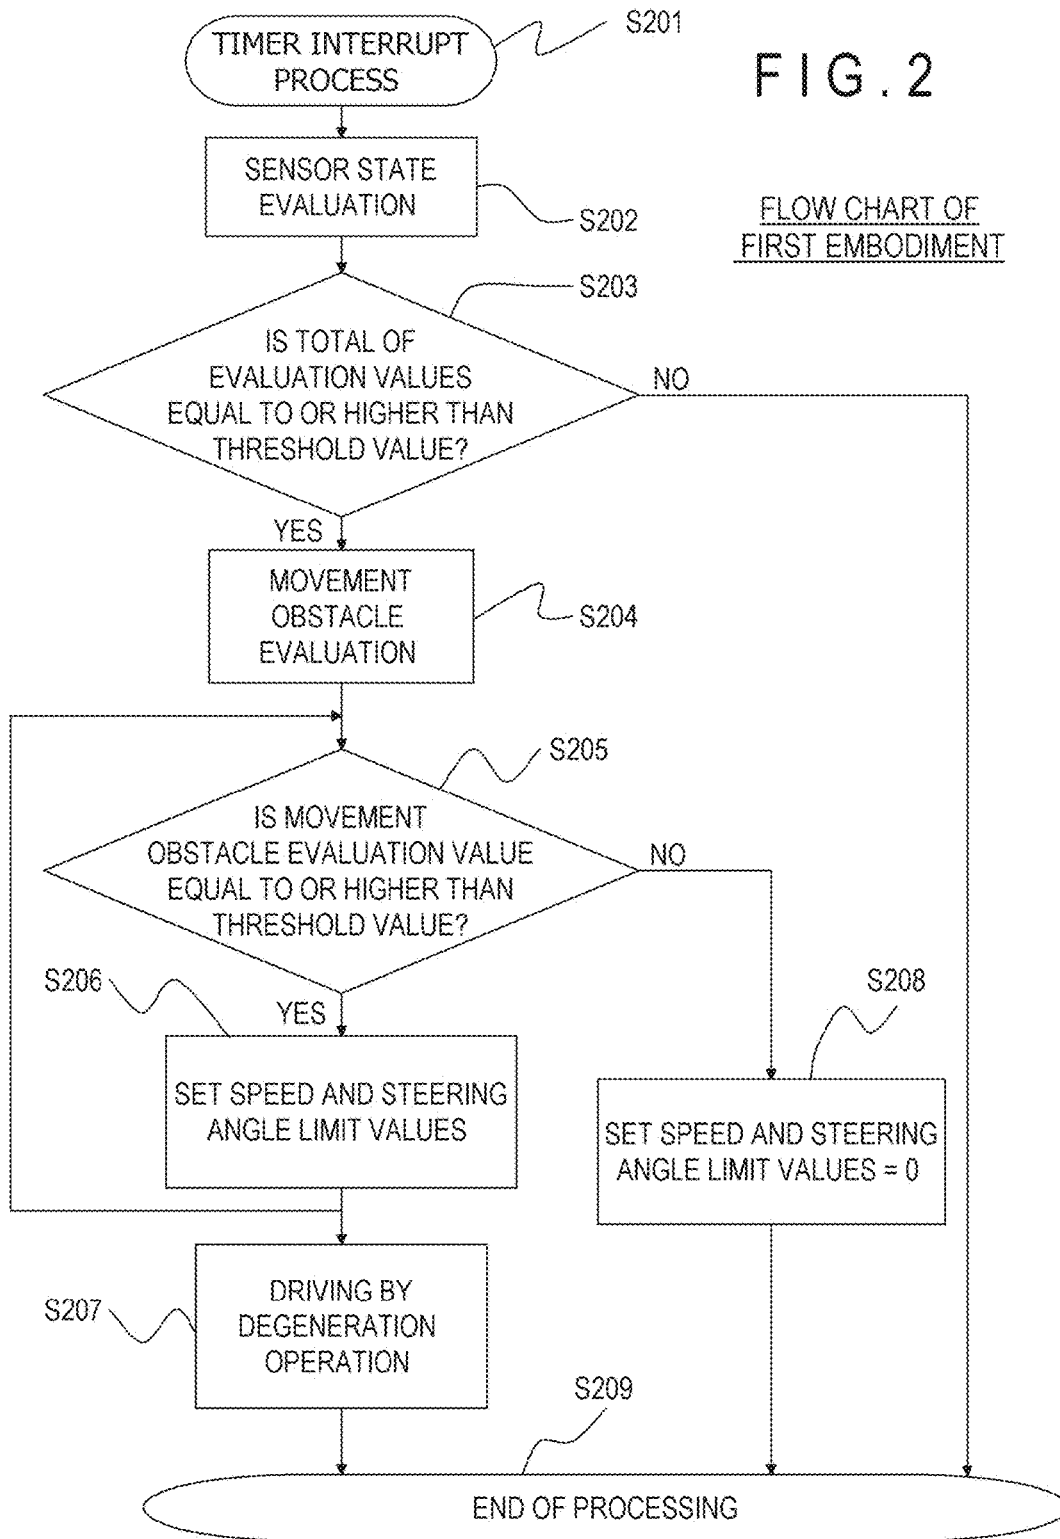 TIMER INTERRUPT
PROCESS
S201
FIG.2
SENSOR STATE
EVALUATION
S202
FLOW CHART OF
FIRST EMBODIMENT
S203
IS TOTAL OF
EVALUATION VALUES
EQUAL TO OR HIGHER THAN
THRESHOLD VALUE?
NO
YES
MOVEMENT
OBSTACLE
EVALUATION
S204
S205
IS MOVEMENT
OBSTACLE EVALUATION VALUE
EQUAL TO OR HIGHER THAN
THRESHOLD VALUE?
NO
S206
YES
S208
SET SPEED AND STEERING
ANGLE LIMIT VALUES
SET SPEED AND STEERING
ANGLE LIMIT VALUES = 0
S207
DRIVING BY
DEGENERATION
OPERATION
S209
END OF PROCESSING